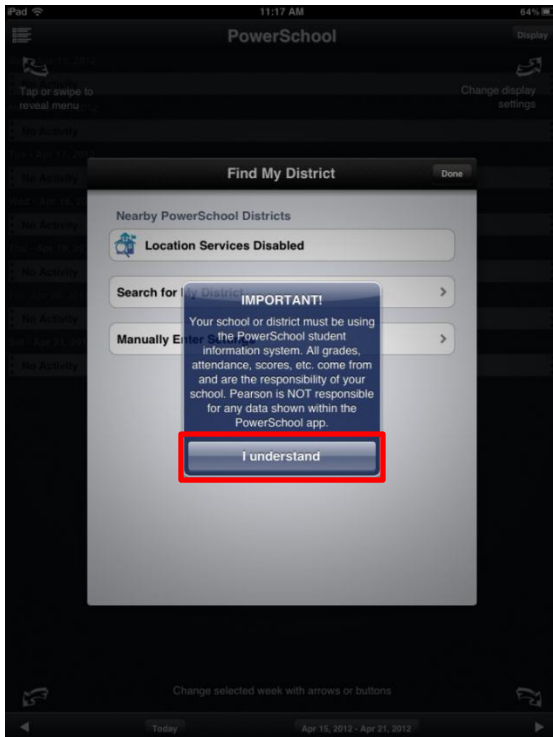 iPad 11:17 AM 64%
PowerSchool Display
Tap or swipe to
reveal menu
Change display
settings
No Activity
No Activity
Find My District Done
Nearby PowerSchool Districts
Location Services Disabled
No Activity
No Activity
Search for My District
IMPORTANT!
Your school or district must be using
the PowerSchool student
information system. All grades,
attendance, scores, etc. come from
and are the responsibility of your
school. Pearson is NOT responsible
for any data shown within the
PowerSchool app.
Manually Enter
No Activity
No Activity
I understand
Change selected week with arrows or buttons
Today Apr 15, 2012 - Apr 21, 2012